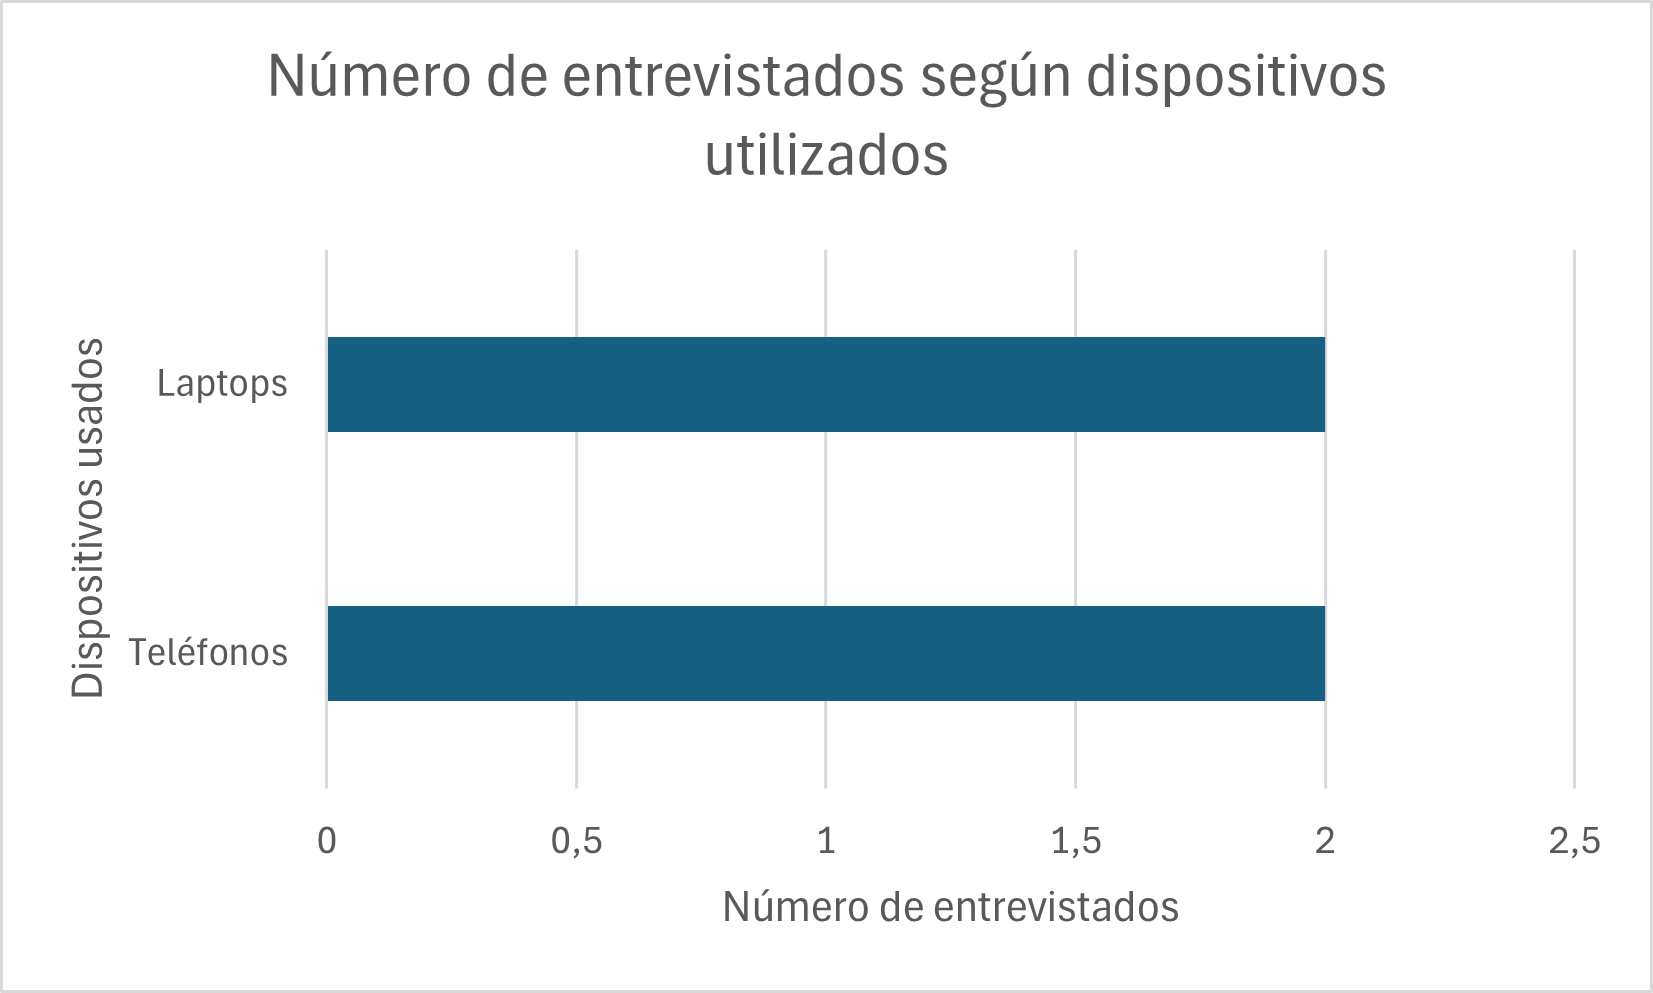 Número de entrevistados según dispositivos
utilizados
Dispositivos usados
Laptops
Teléfonos
0 0,5 1 1,5 2 2,5
Número de entrevistados